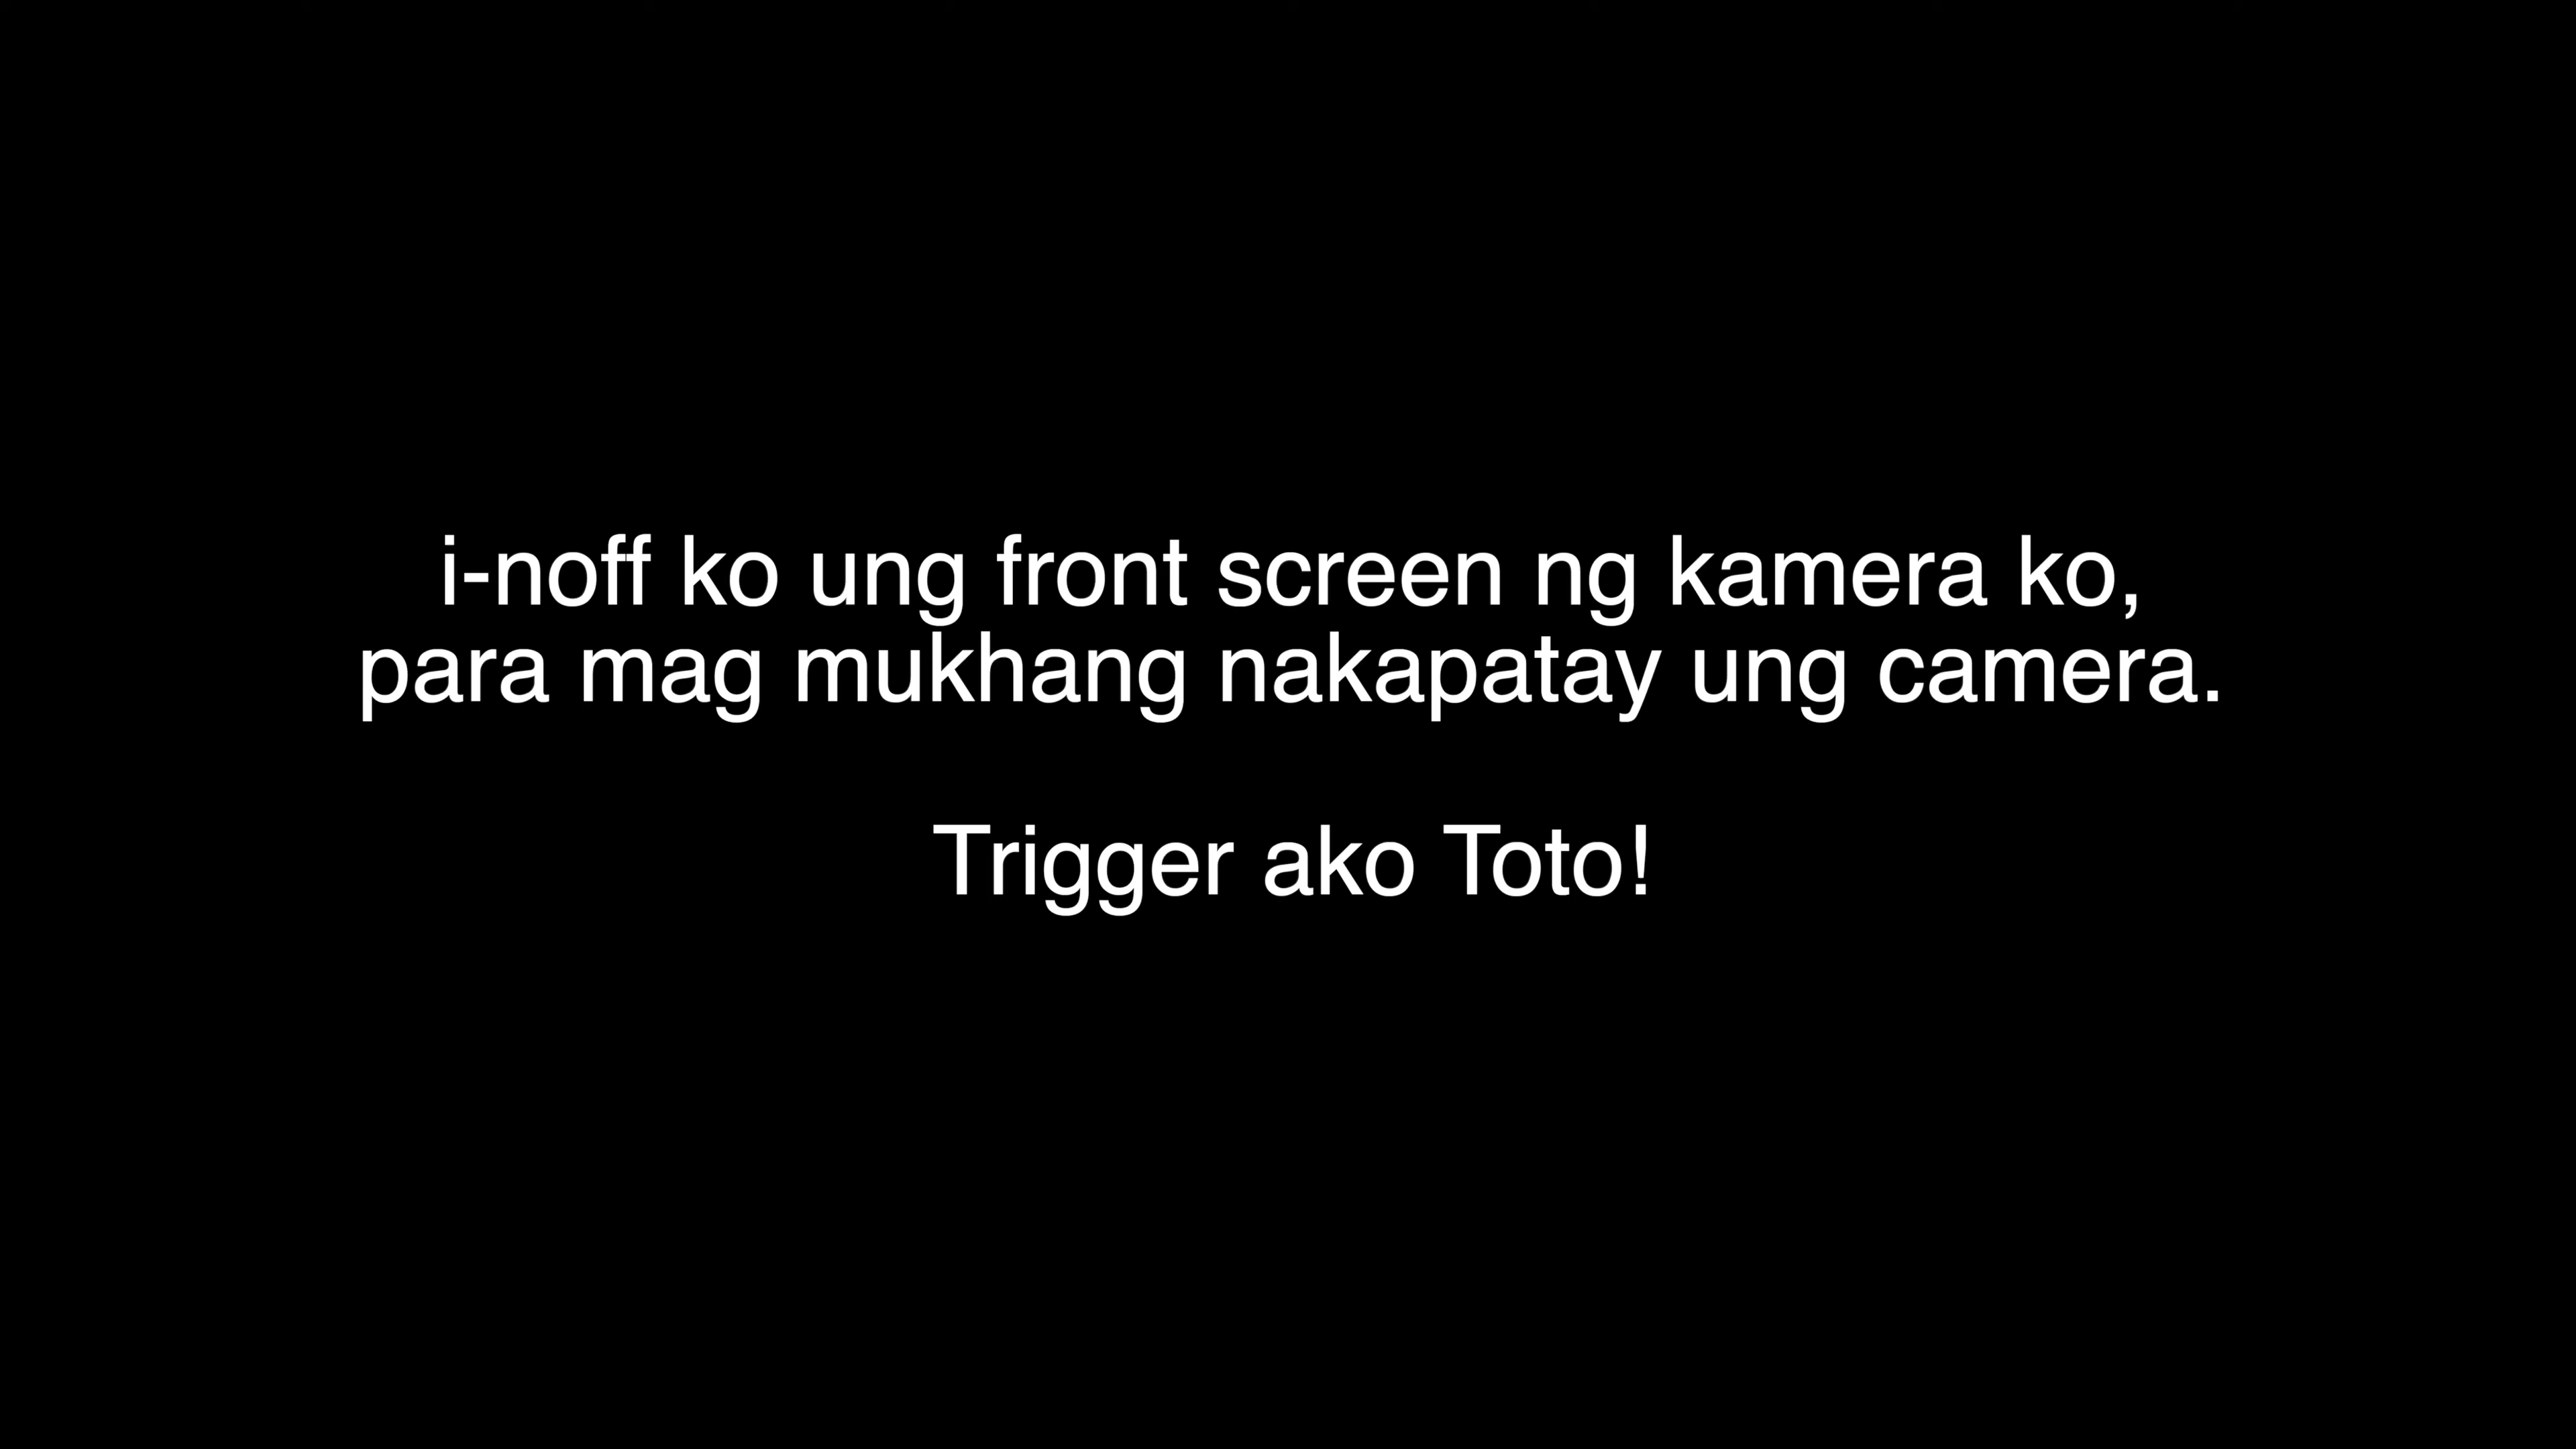 i-noff ko ung front screen ng kamera ko,
para mag mukhang nakapatay ung camera.
Trigger ako Toto!